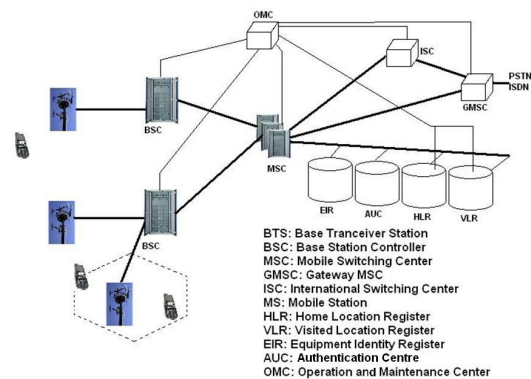 OMC
ISC
PSTN
ISDN
GMSC
BSC
MSC
EIR
AUC
HLR
VLR
BSC
BTS: Base Tranceiver Station
BSC: Base Station Controller
MSC: Mobile Switching Center
GMSC: Gateway MSC
ISC: International Switching Center
MS: Mobile Station
HLR: Home Location Register
VLR: Visited Location Register
EIR: Equipment Identity Register
AUC: Authentication Centre
OMC: Operation and Maintenance Center